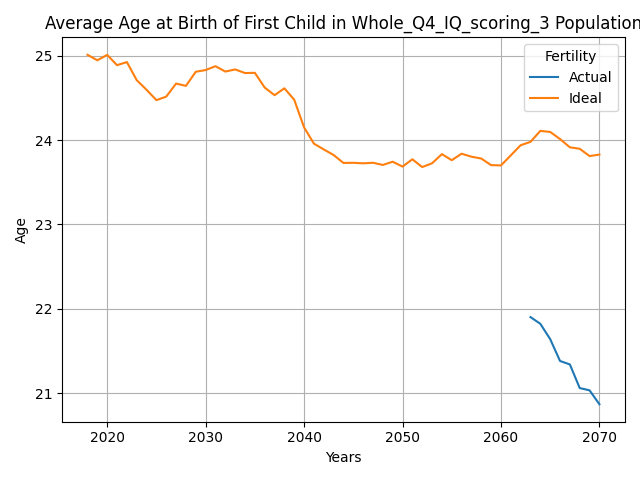 Average Age at Birth of First Child in Whole_Q4_IQ_scoring_3 Population
Fertility
Actual
Ideal
25
24
23
22
21
Age
2020 2030 2040 2050 2060 2070
Years